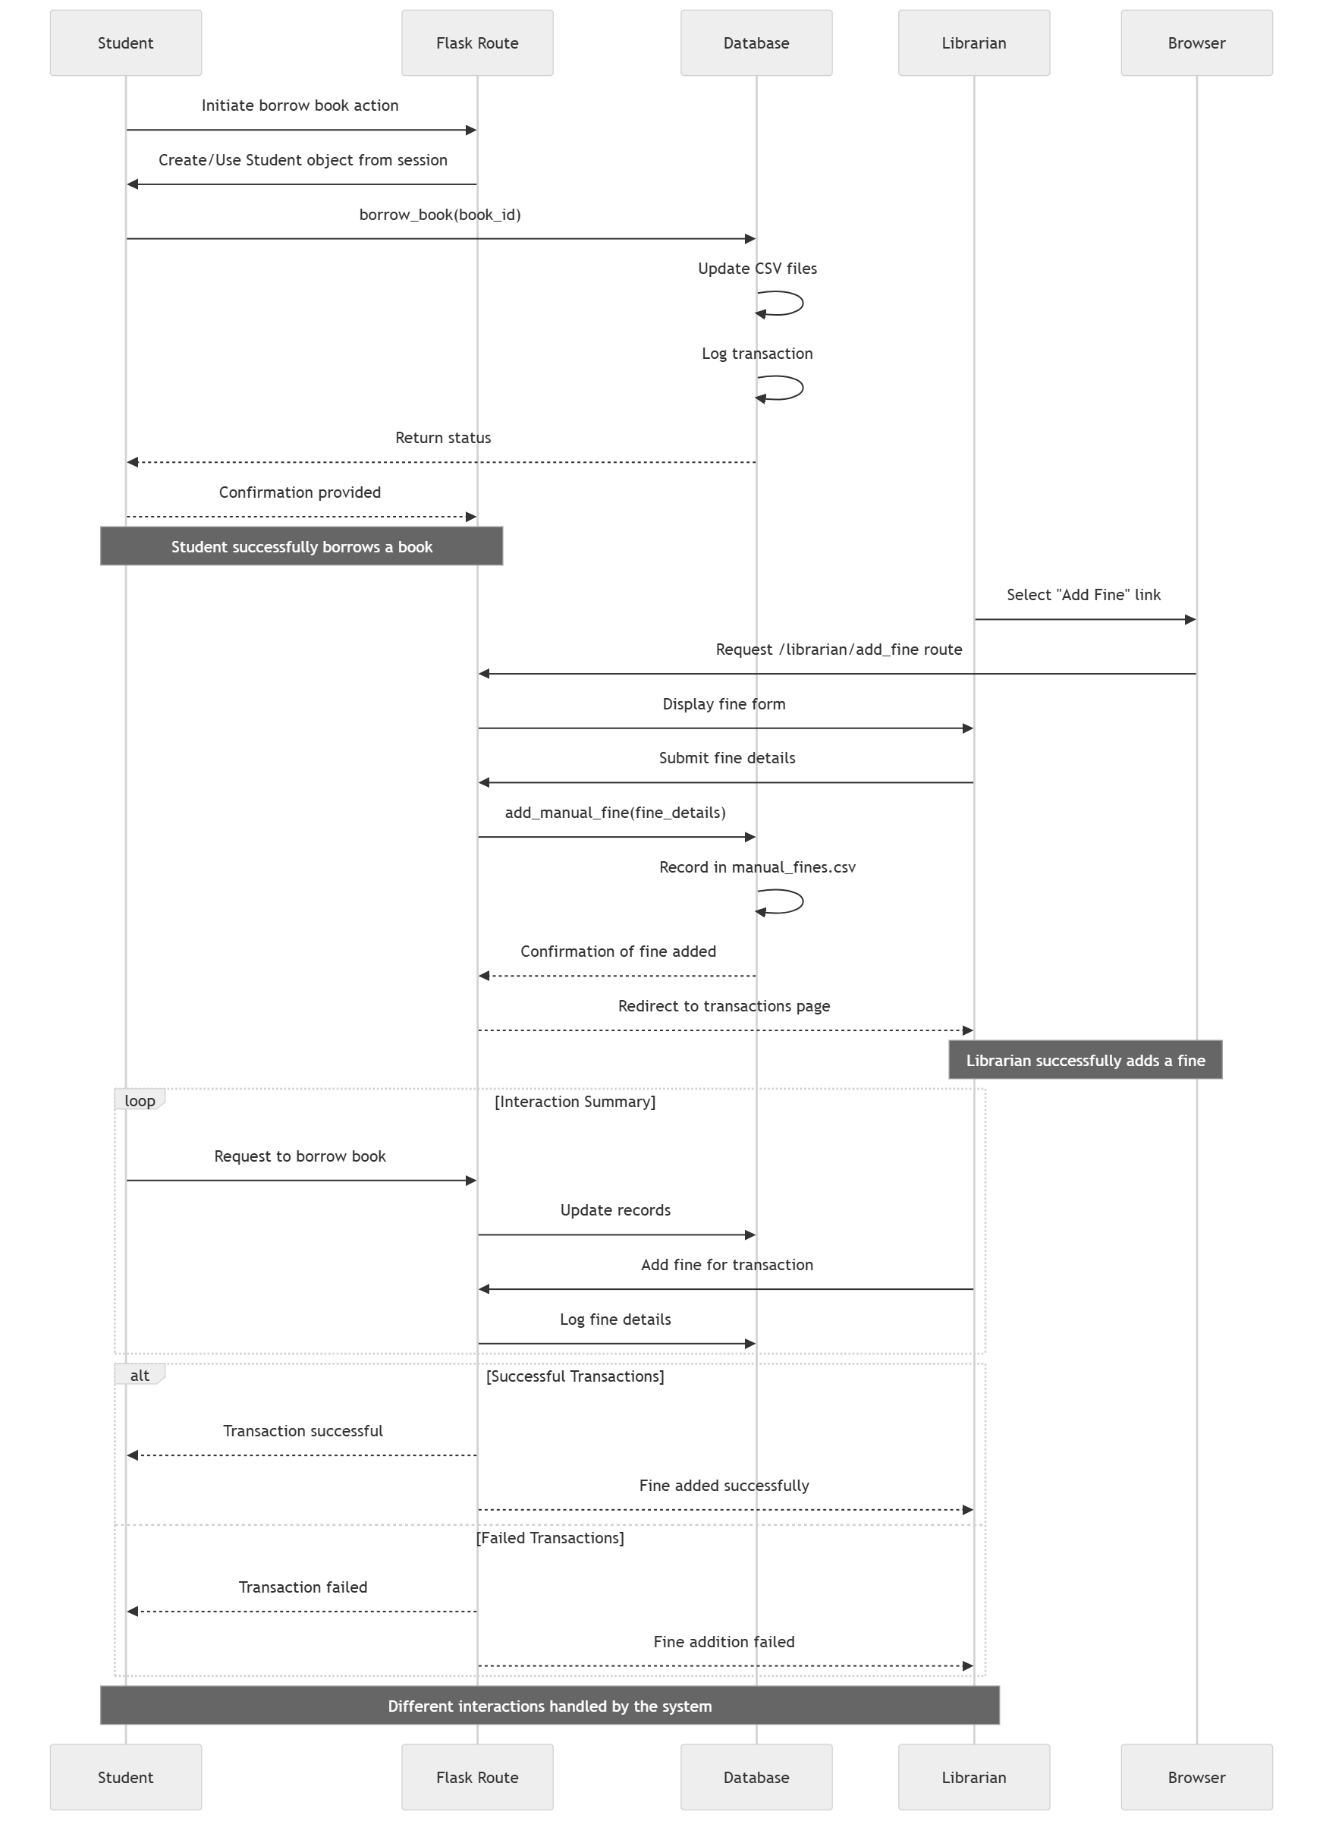 Student
Flask Route
Database
Librarian
Browser
Initiate borrow book action
Create/Use Student object from session
borrow_book(book_id)
Update CSV files
Log transaction
Return status
Confirmation provided
Student successfully borrows a book
Select "Add Fine" link
Request /librarian/add_fine route
Display fine form
Submit fine details
add_manual_fine(fine_details)
Record in manual_fines.csv
Confirmation of fine added
Redirect to transactions page
Librarian successfully adds a fine
loop
[Interaction Summary]
Request to borrow book
Update records
Add fine for transaction
Log fine details
alt
[Successful Transactions]
Transaction successful
Fine added successfully
[Failed Transactions]
Transaction failed
Fine addition failed
Different interactions handled by the system
Student
Flask Route
Database
Librarian
Browser